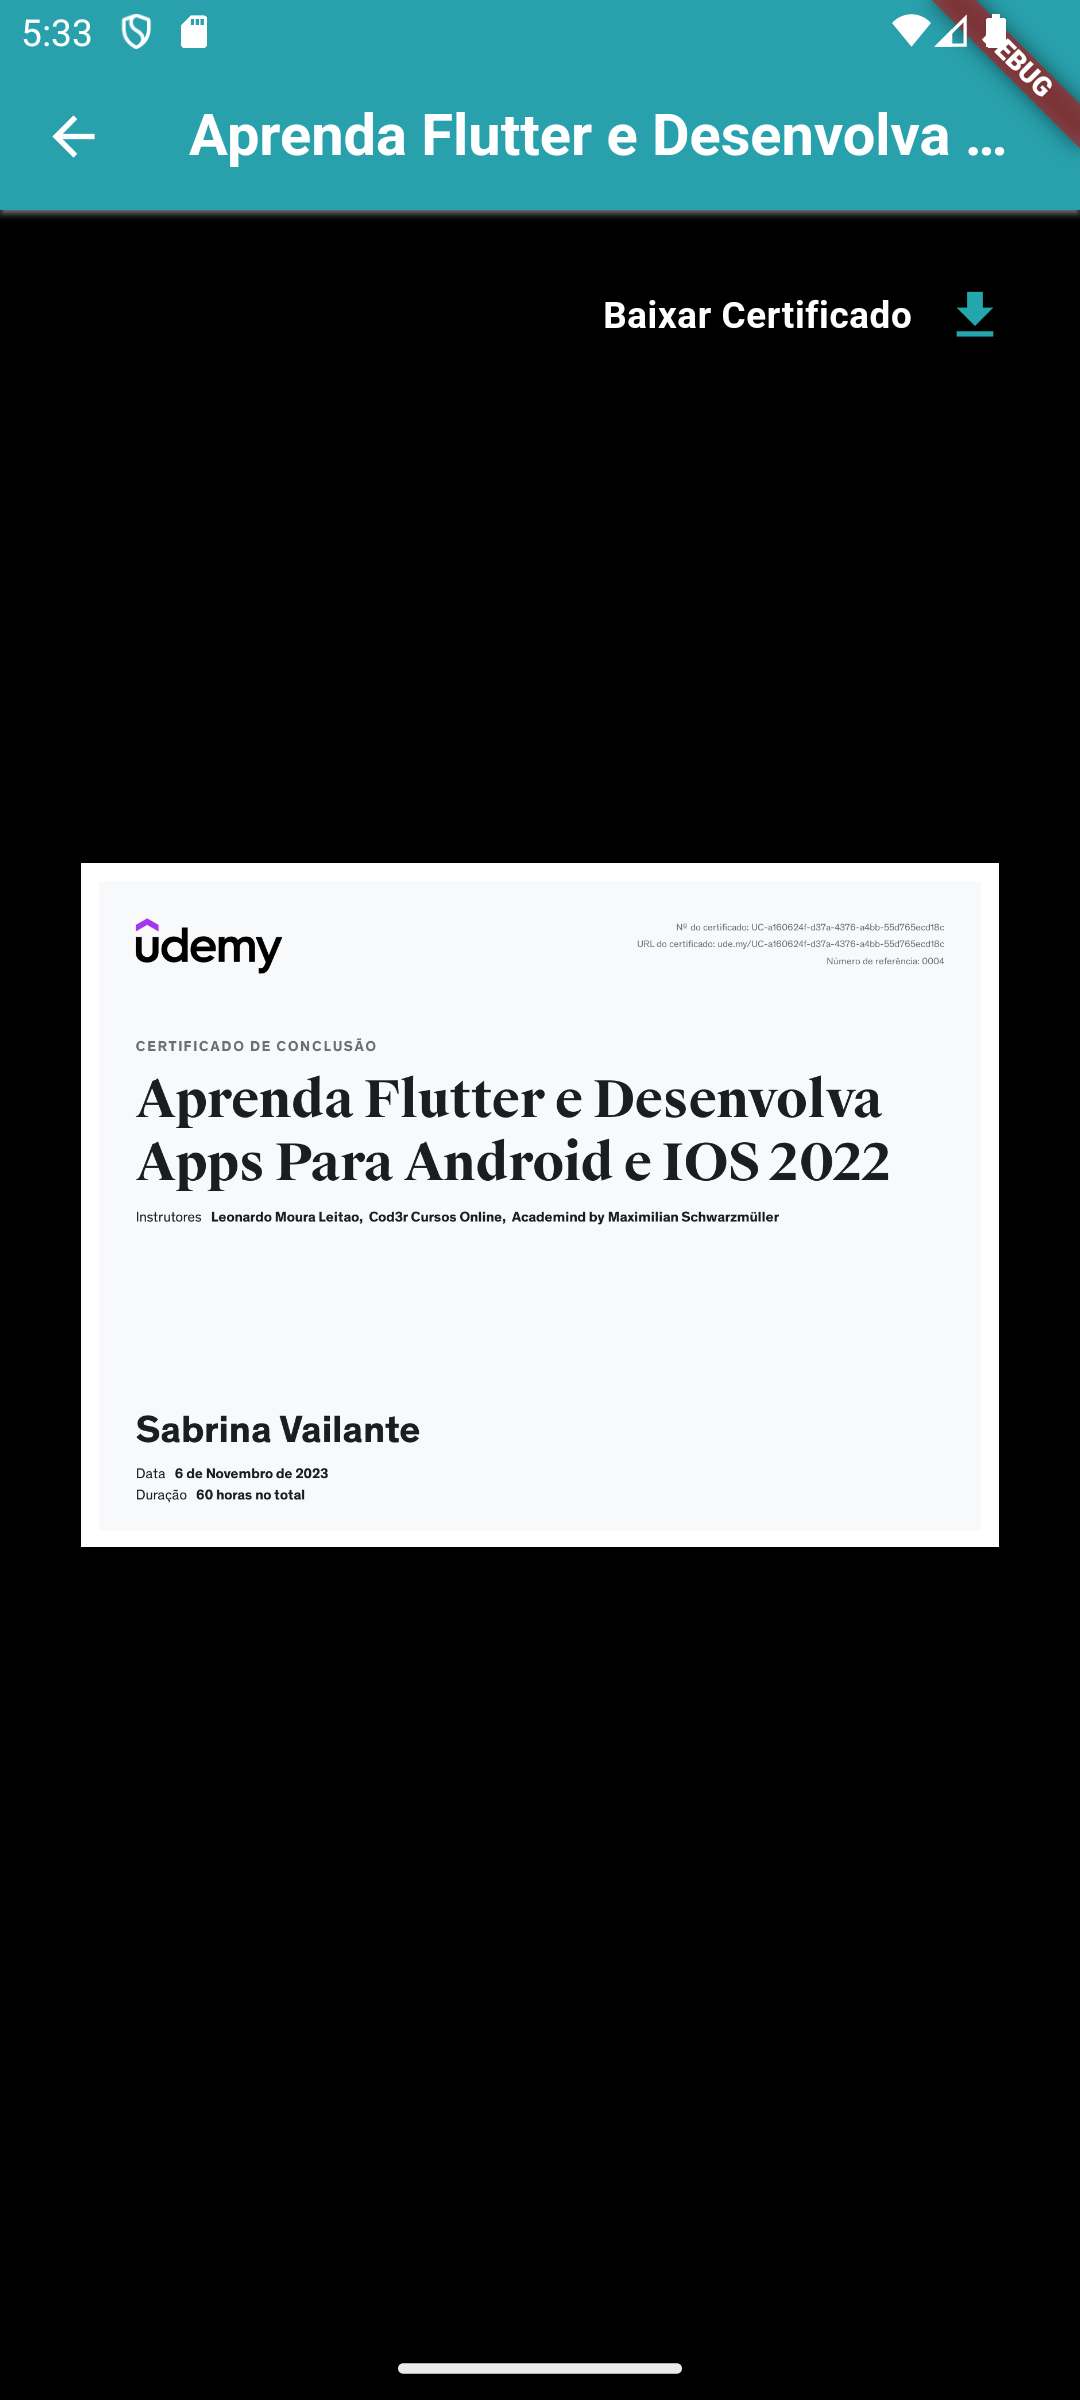 5:33
EBUG
Aprenda Flutter e Desenvolva ...
Baixar Certificado
udemy
Nº do certificado: UC-a160624f-d37a-4376-a4bb-55d765ecd18c
URL do certificado: ude.my/UC-a160624f-d37a-4376-a4bb-55d765ecd18c
Número de referência: 0004
CERTIFICADO DE CONCLUSÃO
Aprenda Flutter e Desenvolva
Apps Para Android e IOS 2022
Instrutores Leonardo Moura Leitao, Cod3r Cursos Online, Academind by Maximilian Schwarzmüller
Sabrina Vailante
Data 6 de Novembro de 2023
Duração 60 horas no total